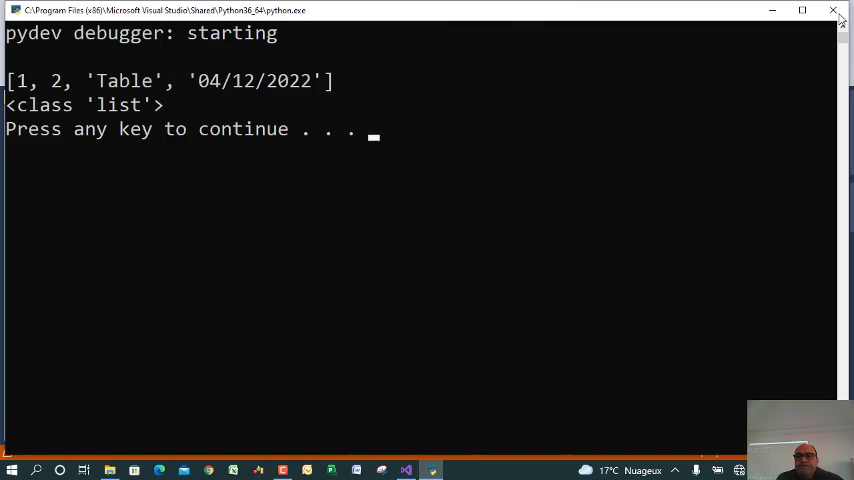 C:\Program Files (x86)\Microsoft Visual Studio\Shared\Python36_64\python.exe
pydev debugger: starting
[1, 2, 'Table', '04/12/2022']
<class 'list'>
Press any key to continue . . .
17°C Nuageux